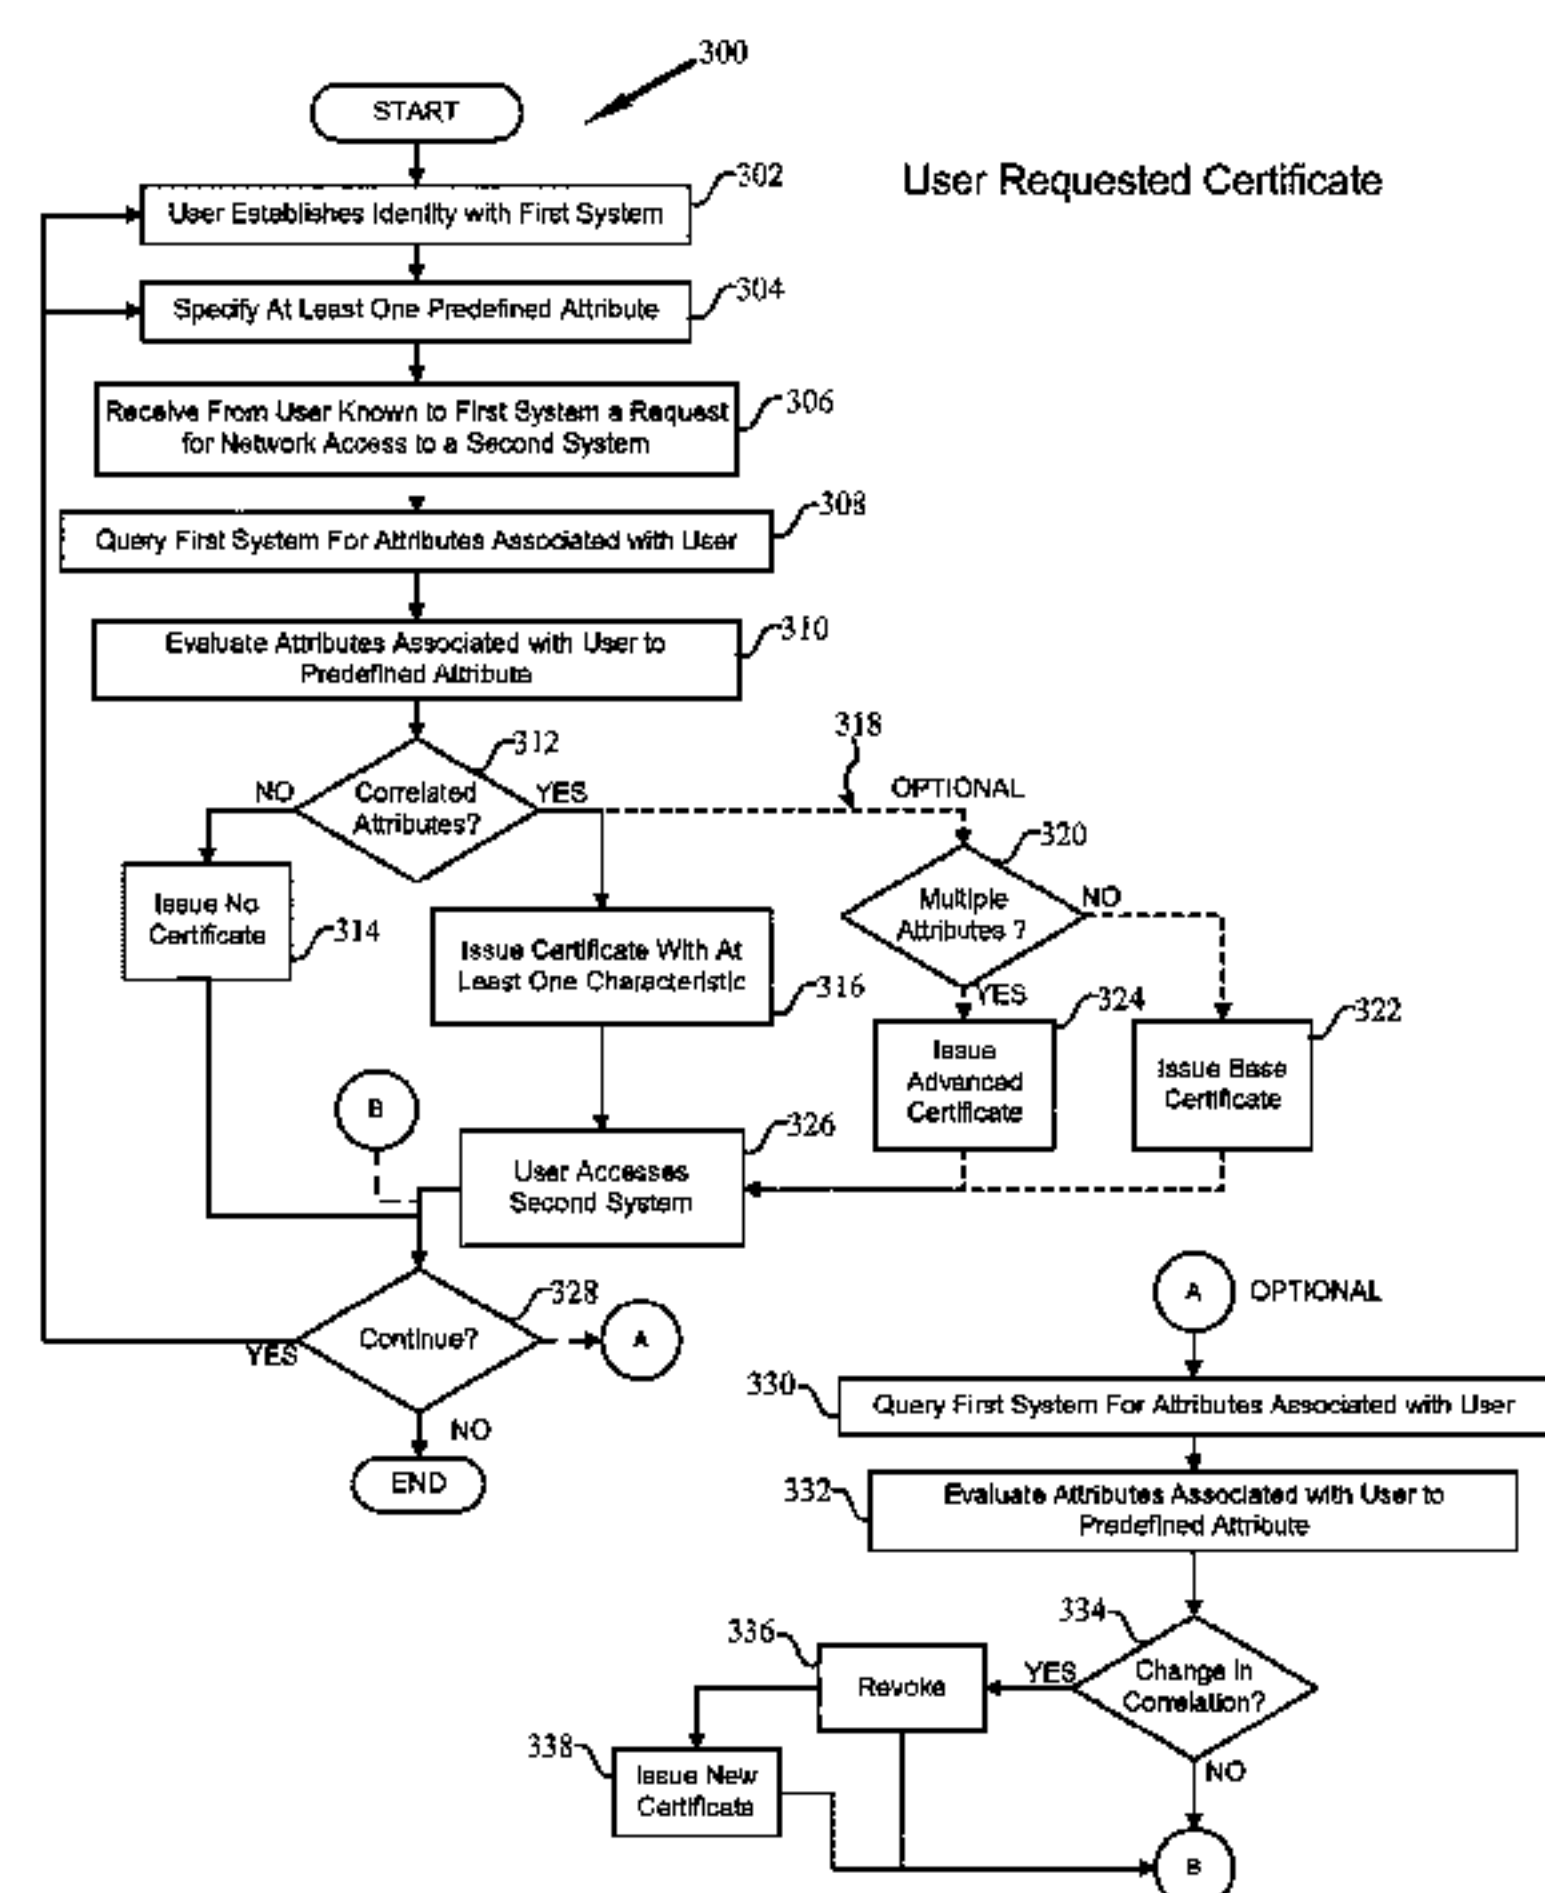 300
START
User Requested Certificate
302
User Establishes Identity with First System
304
Specify At Least One Predefined Attribute
306
Receive From User Known to First System a Request
for Network Access to a Second System
308
Query First System For Attributes Associated with User
310
Evaluate Attributes Associated with User to
Predefined Attribute
312
318
NO
Correlated
Attributes?
YES
OPTIONAL
320
Multiple
Attributes ?
NO
YES
Issue No
Certificate
314
Issue Certificate With At
Least One Characteristic
316
324
Issue
Advanced
Certificate
322
Issue Base
Certificate
B
326
User Accesses
Second System
328
Continue?
YES
A
NO
END
A
OPTIONAL
330
Query First System For Attributes Associated with User
332
Evaluate Attributes Associated with User to
Predefined Attribute
334
Change In
Correlation?
YES
336
Revoke
338
Issue New
Certificate
NO
B